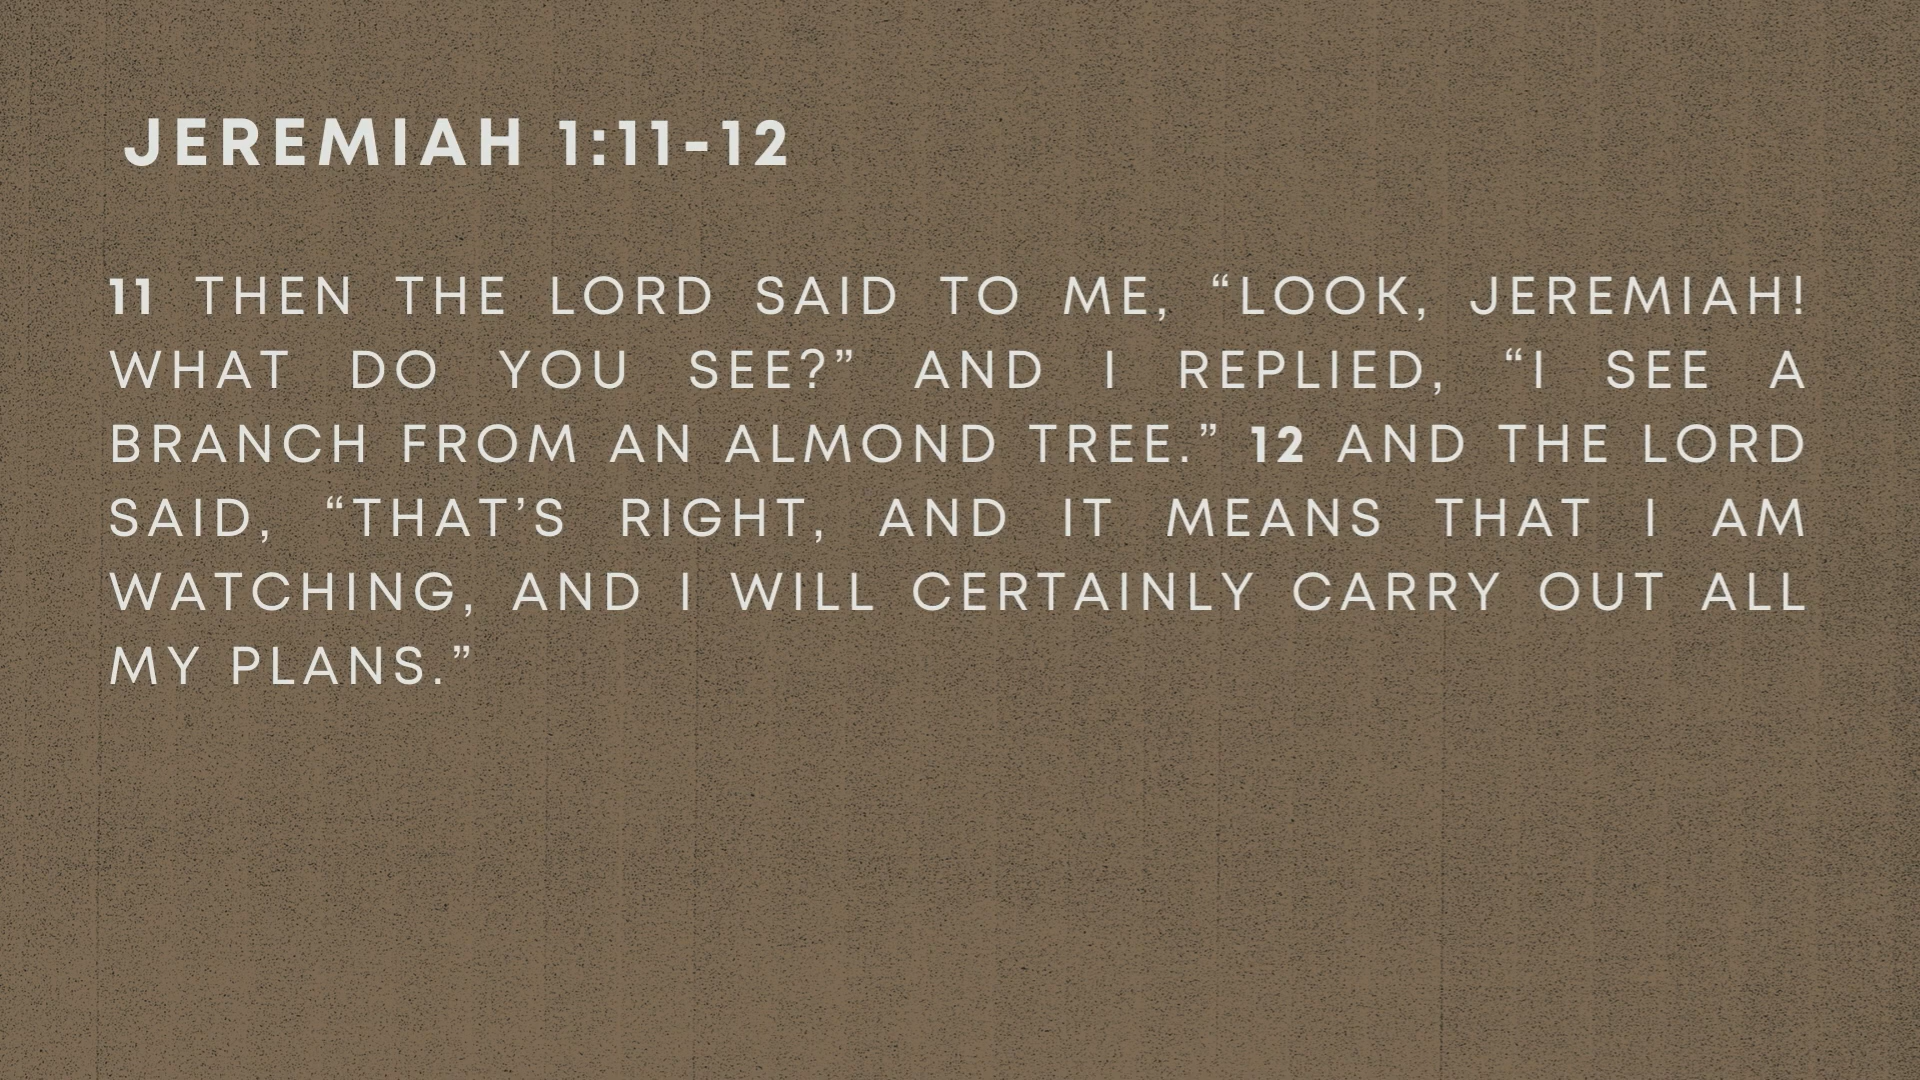 JEREMIAH 1:11-12
11 THEN THE LORD SAID TO ME, “LOOK, JEREMIAH!
WHAT DO YOU SEE?” AND I REPLIED, “I SEE A
BRANCH FROM AN ALMOND TREE.” 12 AND THE LORD
SAID, “THAT’S RIGHT, AND IT MEANS THAT I AM
WATCHING, AND I WILL CERTAINLY CARRY OUT ALL
MY PLANS.”